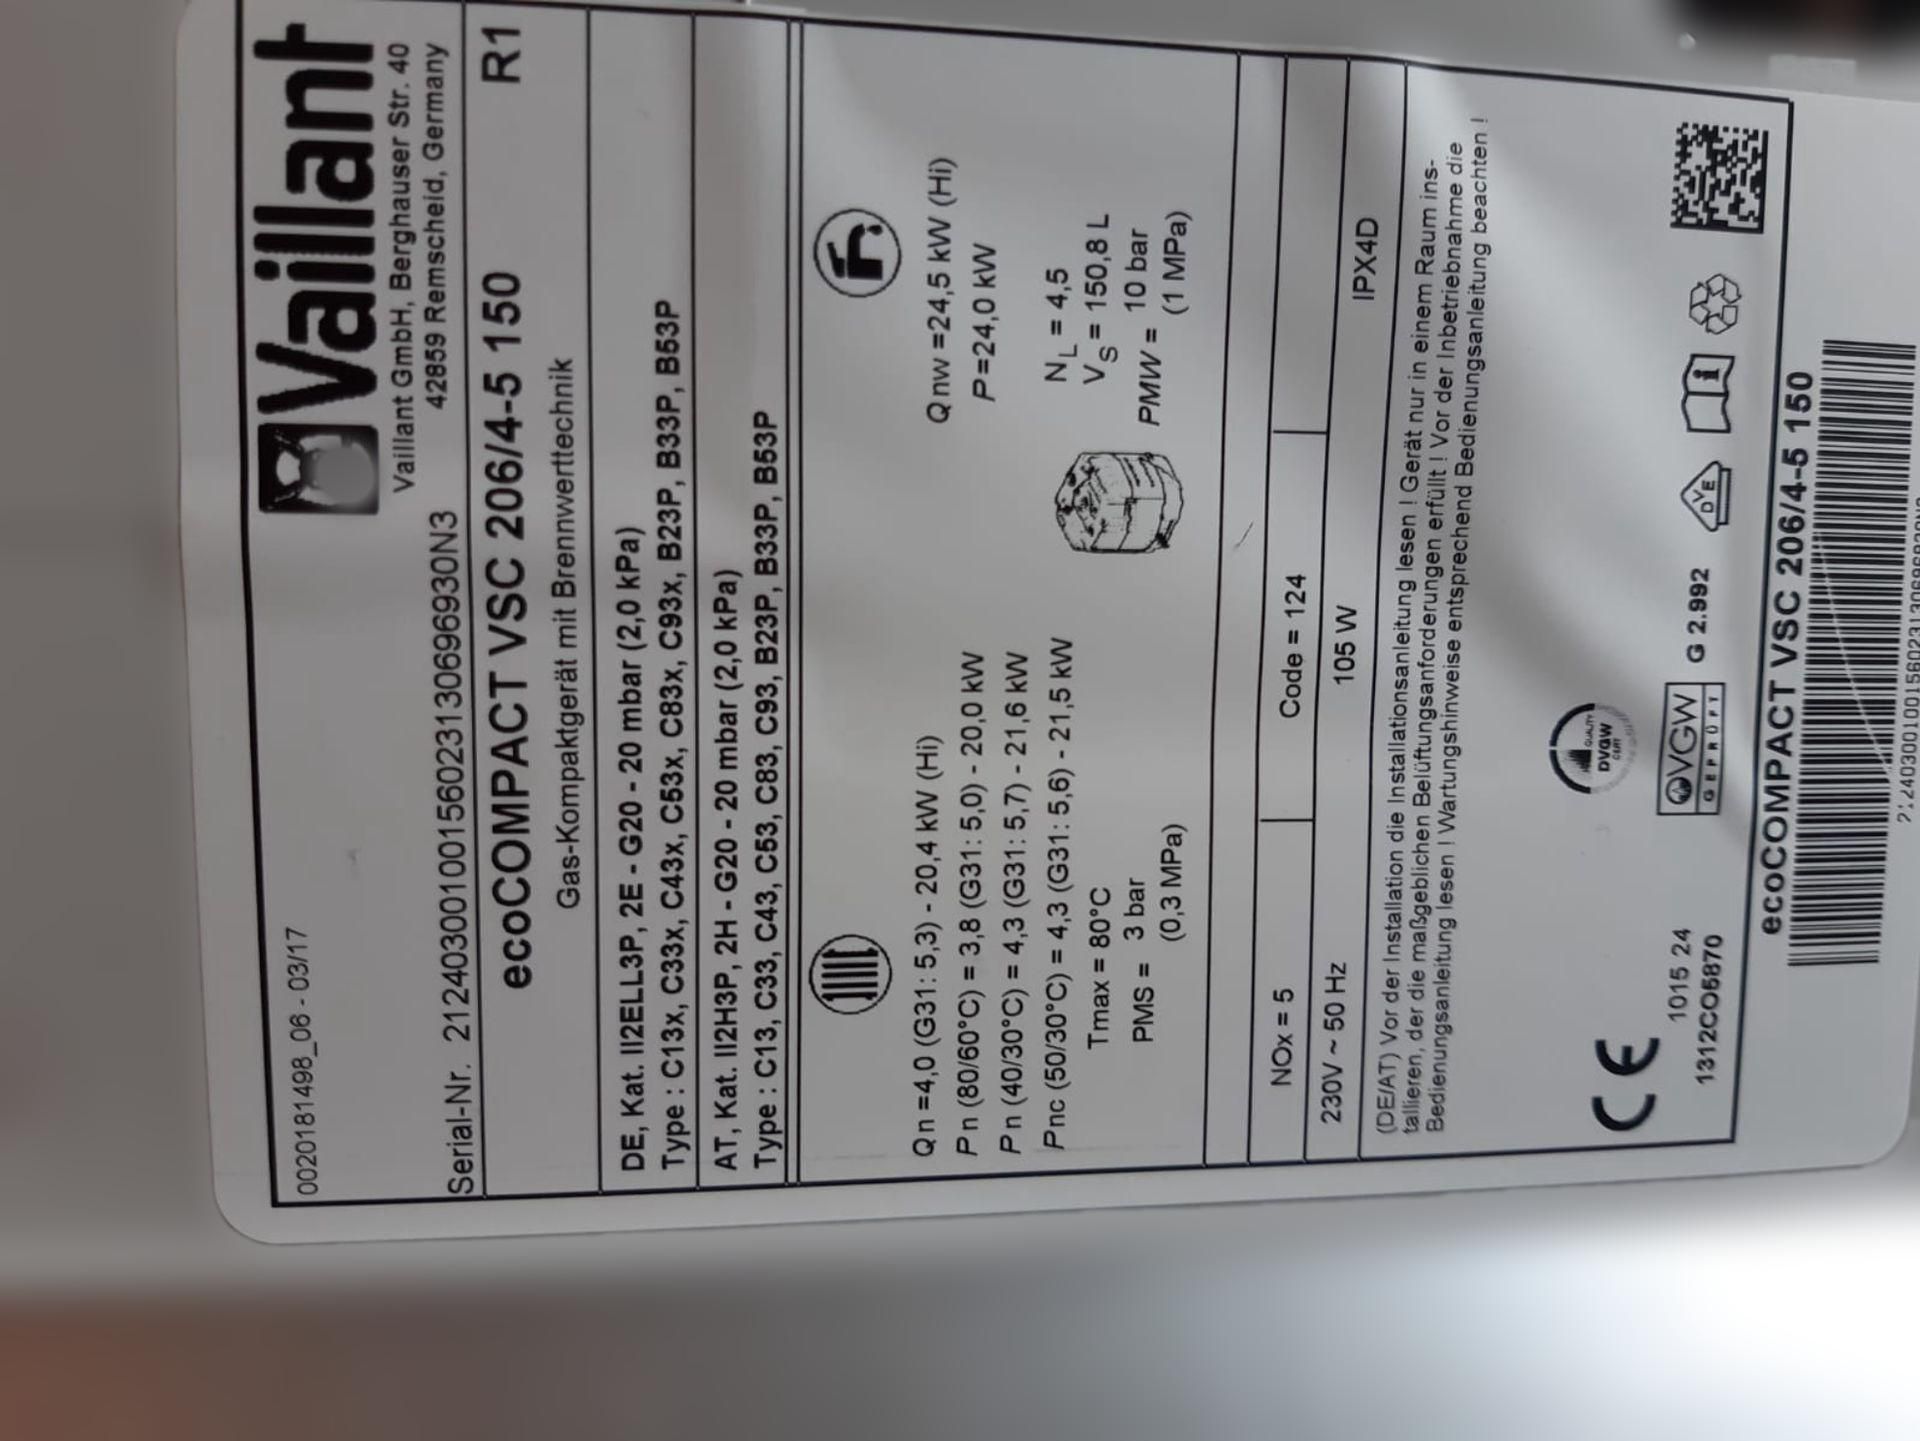 0020181498_06 - 03/17
Vaillant
Vaillant GmbH, Berghauser Str. 40
42859 Remscheid, Germany
Serial-Nr. 21240300100156023130696930N3
ecoCOMPACT VSC 206/4-5 150 R1
Gas-Kompaktgerät mit Brennwerttechnik
DE, Kat. II2ELL3P, 2E - G20 - 20 mbar (2,0 kPa)
Type : C13x, C33x, C43x, C53x, C83x, C93x, B23P, B33P, B53P
AT, Kat. II2H3P, 2H - G20 - 20 mbar (2,0 kPa)
Type : C13, C33, C43, C53, C83, C93, B23P, B33P, B53P
Qn =4,0 (G31: 5,3) - 20,4 kW (Hi)
Pn (80/60°C) = 3,8 (G31: 5,0) - 20,0 kW
Pn (40/30°C) = 4,3 (G31: 5,7) - 21,6 kW
Pnc (50/30°C) = 4,3 (G31: 5,6) - 21,5 kW
Tmax = 80°C
PMS = 3 bar
(0,3 MPa)
Qnw =24,5 kW (Hi)
P=24,0 kW
NL = 4,5
VS = 150,8 L
PMW = 10 bar
(1 MPa)
NOx = 5 Code = 124
230V ~ 50 Hz 105 W IPX4D
(DE/AT) Vor der Installation die Installationsanleitung lesen ! Gerät nur in einem Raum ins-
tallieren, der die maßgeblichen Belüftungsanforderungen erfüllt ! Vor der Inbetriebnahme die
Bedienungsanleitung lesen ! Wartungshinweise entsprechend Bedienungsanleitung beachten !
QUALITY
DVGW
CERT
CE 1015 24
1312CO5870
DVGW
GEPRÜFT
G 2.992
DVE
i
ecoCOMPACT VSC 206/4-5 150